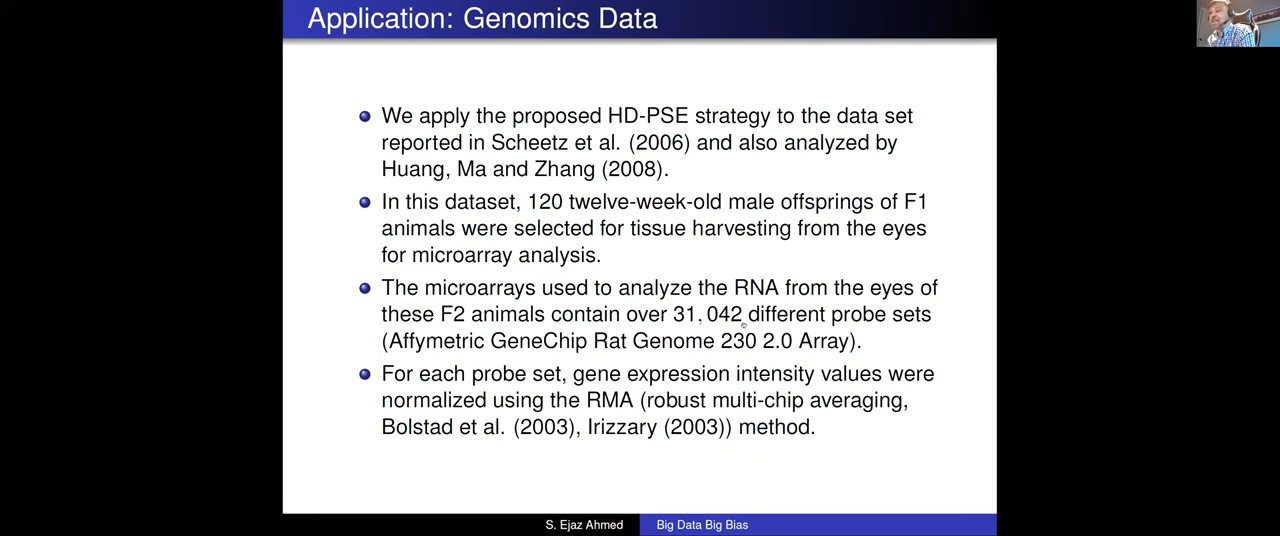 Application: Genomics Data
We apply the proposed HD-PSE strategy to the data set
reported in Scheetz et al. (2006) and also analyzed by
Huang, Ma and Zhang (2008).
In this dataset, 120 twelve-week-old male offsprings of F1
animals were selected for tissue harvesting from the eyes
for microarray analysis.
The microarrays used to analyze the RNA from the eyes of
these F2 animals contain over 31, 042 different probe sets
(Affymetric GeneChip Rat Genome 230 2.0 Array).
For each probe set, gene expression intensity values were
normalized using the RMA (robust multi-chip averaging,
Bolstad et al. (2003), Irizzary (2003)) method.
S. Ejaz Ahmed Big Data Big Bias